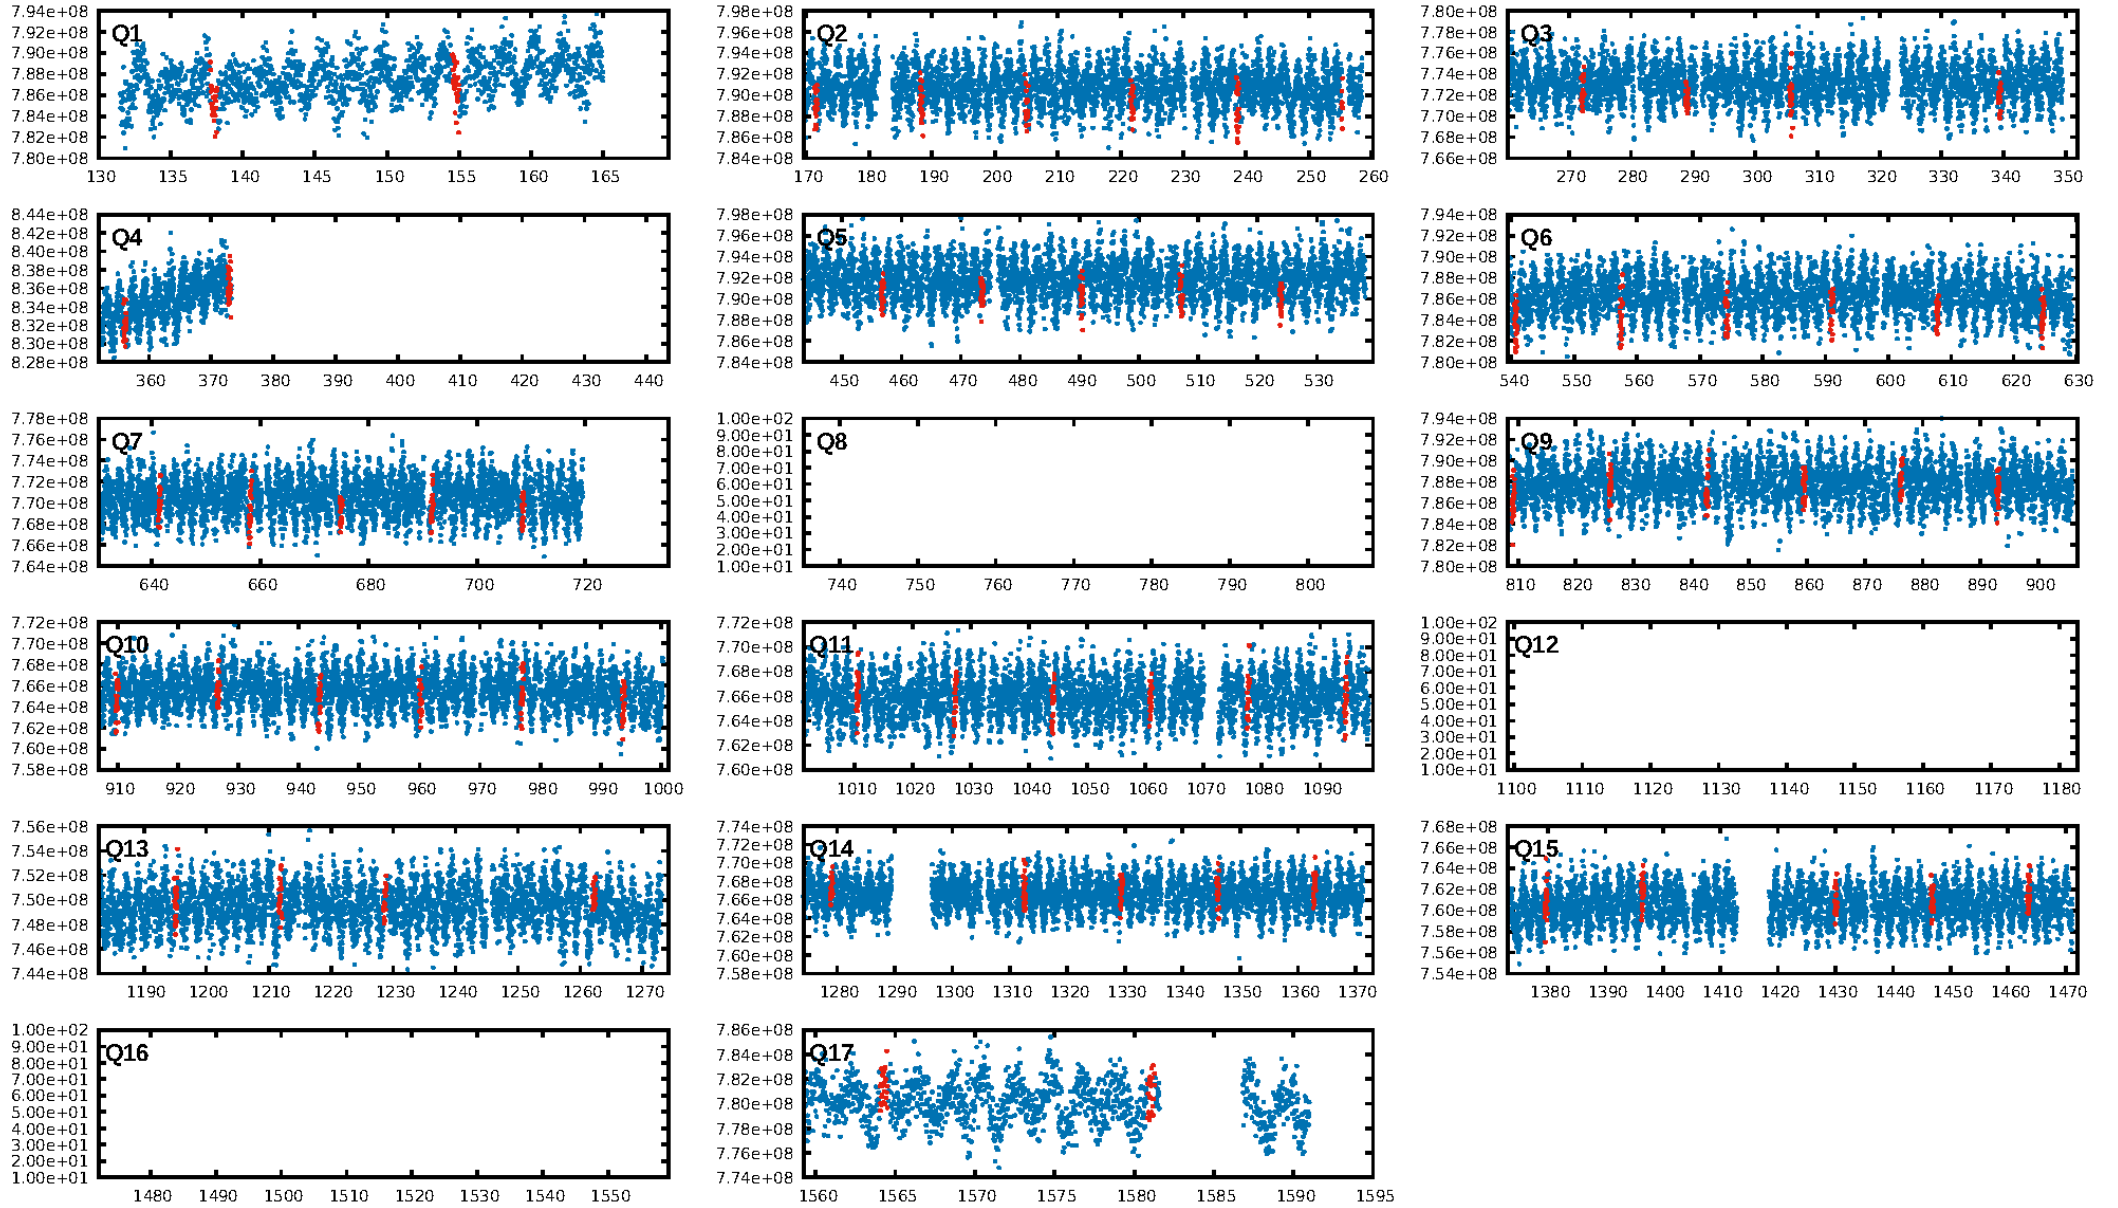 Q1
7.94e+08
7.92e+08
7.90e+08
7.88e+08
7.86e+08
7.84e+08
7.82e+08
7.80e+08
130 135 140 145 150 155 160 165
Q2
7.98e+08
7.96e+08
7.94e+08
7.92e+08
7.90e+08
7.88e+08
7.86e+08
7.84e+08
170 180 190 200 210 220 230 240 250 260
Q3
7.80e+08
7.78e+08
7.76e+08
7.74e+08
7.72e+08
7.70e+08
7.68e+08
7.66e+08
270 280 290 300 310 320 330 340 350
Q4
8.44e+08
8.42e+08
8.40e+08
8.38e+08
8.36e+08
8.34e+08
8.32e+08
8.30e+08
8.28e+08
360 370 380 390 400 410 420 430 440
Q5
7.98e+08
7.96e+08
7.94e+08
7.92e+08
7.90e+08
7.88e+08
7.86e+08
7.84e+08
450 460 470 480 490 500 510 520 530
Q6
7.94e+08
7.92e+08
7.90e+08
7.88e+08
7.86e+08
7.84e+08
7.82e+08
7.80e+08
540 550 560 570 580 590 600 610 620 630
Q7
7.78e+08
7.76e+08
7.74e+08
7.72e+08
7.70e+08
7.68e+08
7.66e+08
7.64e+08
640 660 680 700 720
Q8
1.00e+02
9.00e+01
8.00e+01
7.00e+01
6.00e+01
5.00e+01
4.00e+01
3.00e+01
2.00e+01
1.00e+01
740 750 760 770 780 790 800
Q9
7.94e+08
7.92e+08
7.90e+08
7.88e+08
7.86e+08
7.84e+08
7.82e+08
7.80e+08
810 820 830 840 850 860 870 880 890 900
Q10
7.72e+08
7.70e+08
7.68e+08
7.66e+08
7.64e+08
7.62e+08
7.60e+08
7.58e+08
910 920 930 940 950 960 970 980 990 1000
Q11
7.72e+08
7.70e+08
7.68e+08
7.66e+08
7.64e+08
7.62e+08
7.60e+08
1010 1020 1030 1040 1050 1060 1070 1080 1090
Q12
1.00e+02
9.00e+01
8.00e+01
7.00e+01
6.00e+01
5.00e+01
4.00e+01
3.00e+01
2.00e+01
1.00e+01
1100 1110 1120 1130 1140 1150 1160 1170 1180
Q13
7.56e+08
7.54e+08
7.52e+08
7.50e+08
7.48e+08
7.46e+08
7.44e+08
1190 1200 1210 1220 1230 1240 1250 1260 1270
Q14
7.74e+08
7.72e+08
7.70e+08
7.68e+08
7.66e+08
7.64e+08
7.62e+08
7.60e+08
7.58e+08
1280 1290 1300 1310 1320 1330 1340 1350 1360 1370
Q15
7.68e+08
7.66e+08
7.64e+08
7.62e+08
7.60e+08
7.58e+08
7.56e+08
7.54e+08
1380 1390 1400 1410 1420 1430 1440 1450 1460 1470
Q16
1.00e+02
9.00e+01
8.00e+01
7.00e+01
6.00e+01
5.00e+01
4.00e+01
3.00e+01
2.00e+01
1.00e+01
1480 1490 1500 1510 1520 1530 1540 1550
Q17
7.86e+08
7.84e+08
7.82e+08
7.80e+08
7.78e+08
7.76e+08
7.74e+08
1560 1565 1570 1575 1580 1585 1590 1595